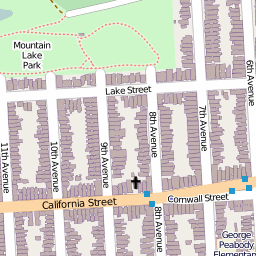 Mountain
Lake
Park
Lake Street
6th Avenue
7th Avenue
8th Avenue
9th Avenue
10th Avenue
11th Avenue
California Street
Cornwall Street
8th Avenue
George
Peabody
Elementary